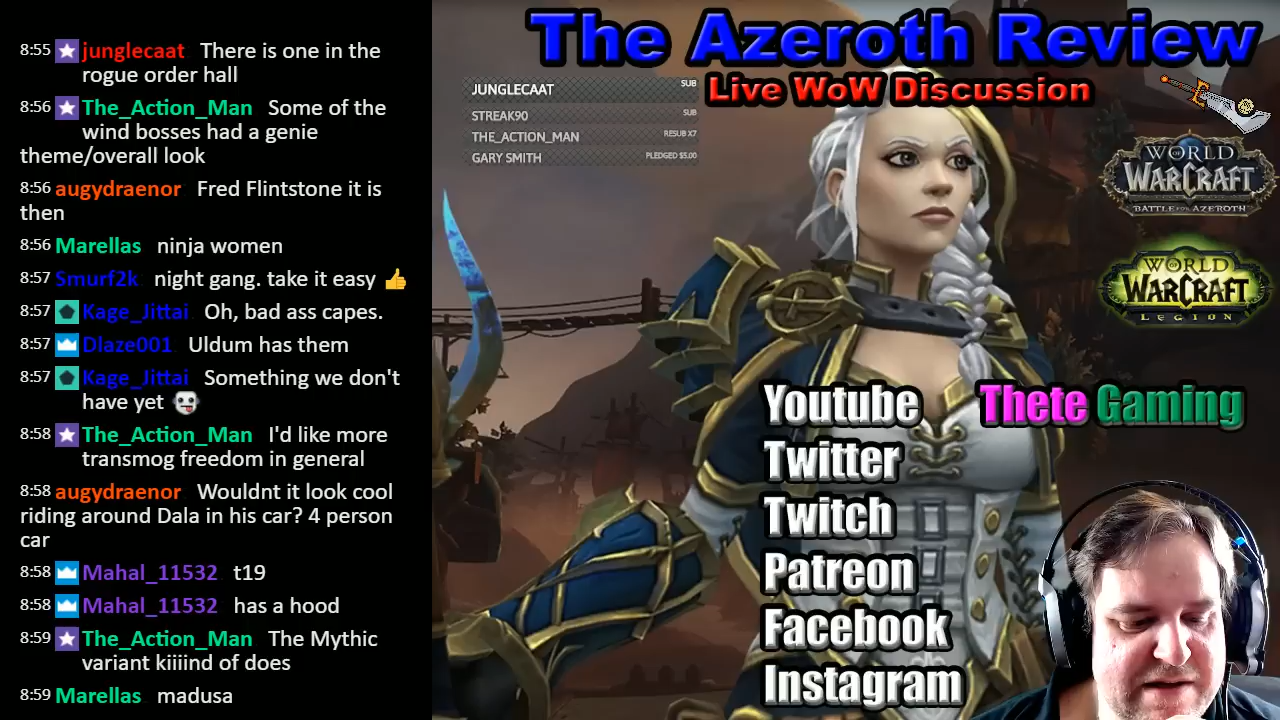 8:55 junglecaat There is one in the
rogue order hall
8:56 The_Action_Man Some of the
wind bosses had a genie
theme/overall look
8:56 augydraenor Fred Flintstone it is
then
8:56 Marellas ninja women
8:57 Smurf2k night gang. take it easy 👍
8:57 Kage_Jittai Oh, bad ass capes.
8:57 Dlaze001 Uldum has them
8:57 Kage_Jittai Something we don't
have yet
8:58 The_Action_Man I'd like more
transmog freedom in general
8:58 augydraenor Wouldnt it look cool
riding around Dala in his car? 4 person
car
8:58 Mahal_11532 t19
8:58 Mahal_11532 has a hood
8:59 The_Action_Man The Mythic
variant kiiiind of does
8:59 Marellas madusa
The Azeroth Review
Live WoW Discussion
JUNGLECAAT SUB
STREAK90 SUB
THE_ACTION_MAN RESUB X7
GARY SMITH PLEDGED $5.00
WORLD
OF
WARCRAFT
BATTLE FOR AZEROTH
WORLD
OF
WARCRAFT
LEGION
Youtube Thete Gaming
Twitter
Twitch
Patreon
Facebook
Instagram